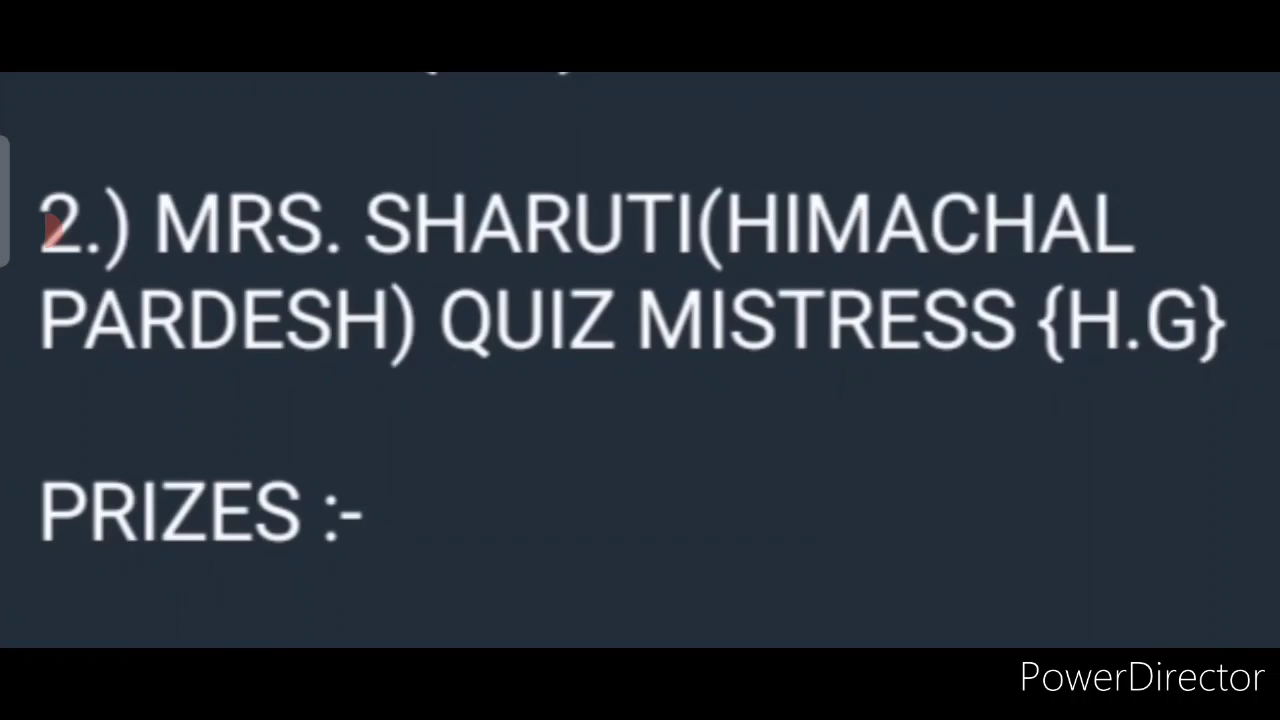 2.) MRS. SHARUTI(HIMACHAL
PARDESH) QUIZ MISTRESS {H.G}
PRIZES :-
PowerDirector